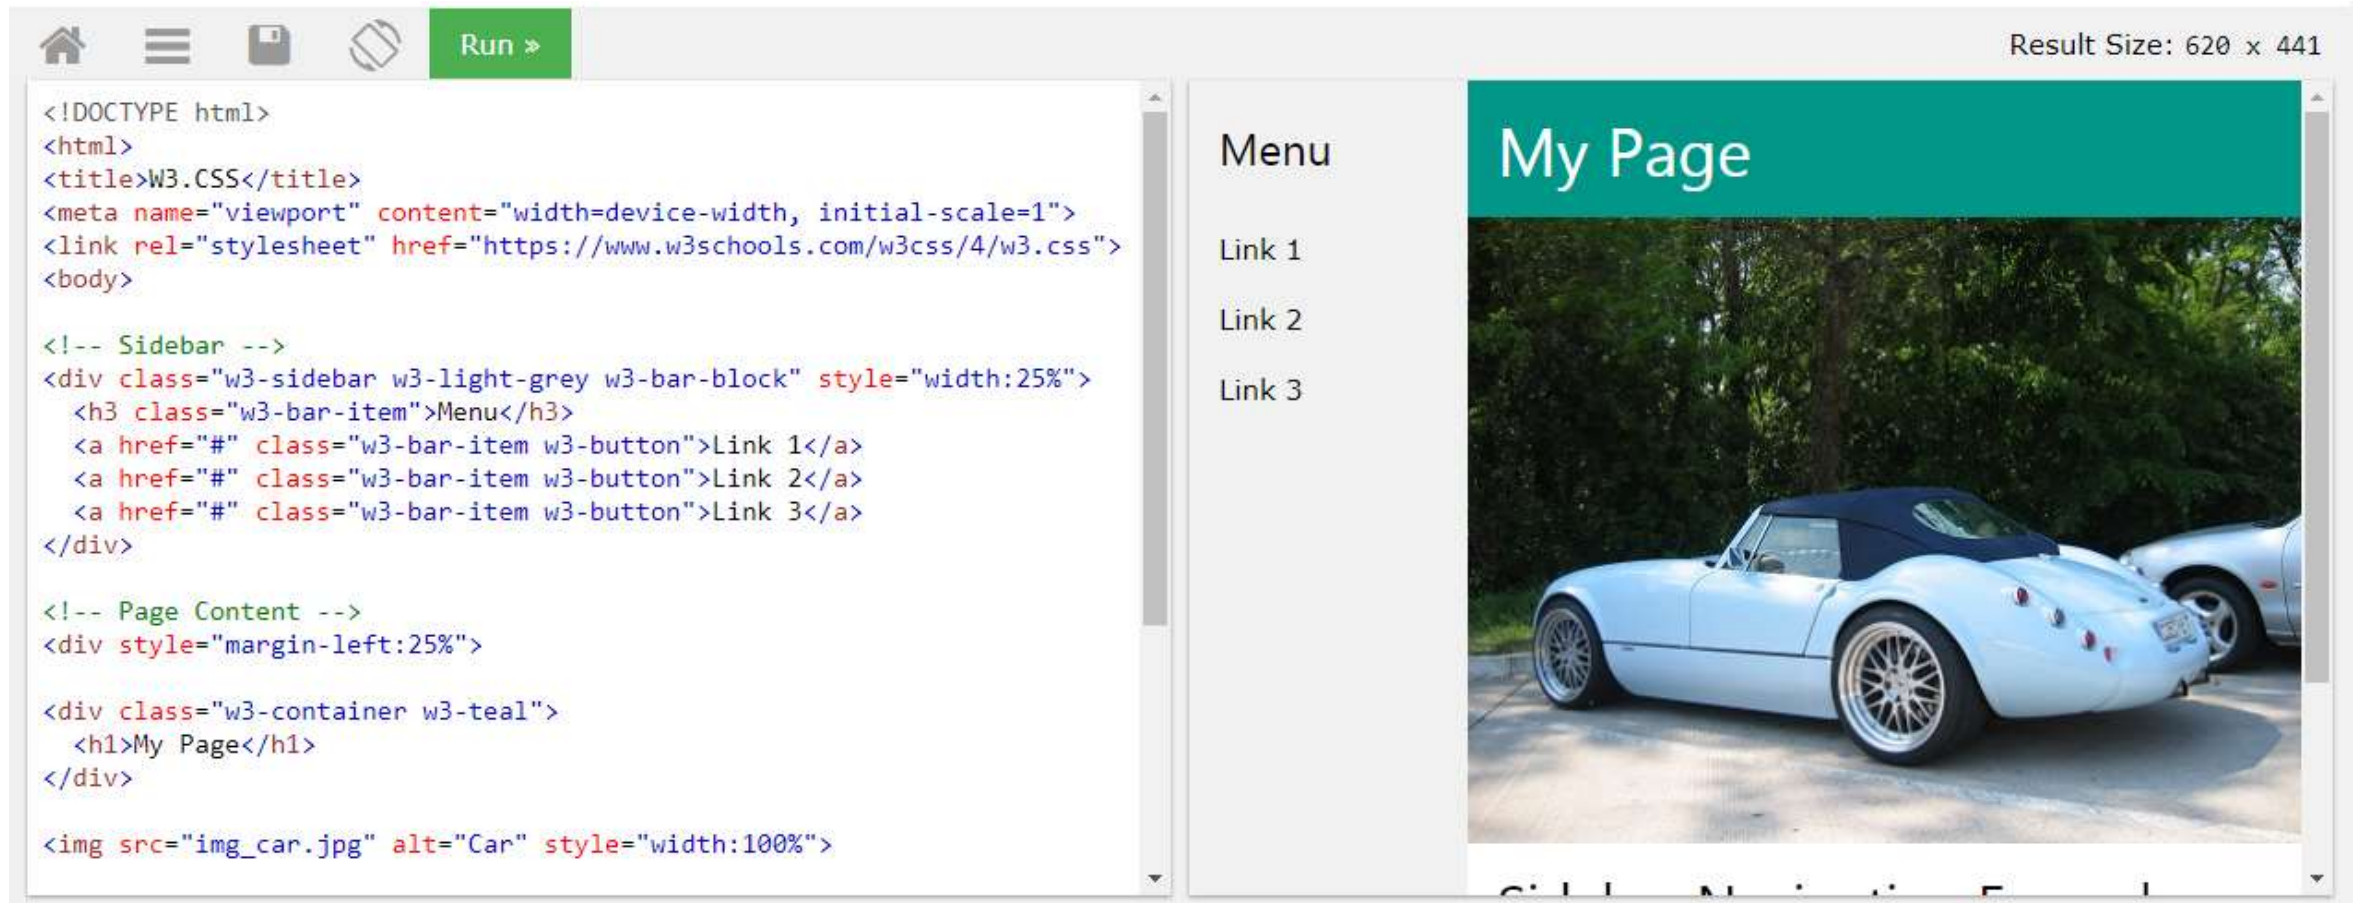 Run »
Result Size: 620 x 441
<!DOCTYPE html>
<html>
<title>W3.CSS</title>
<meta name="viewport" content="width=device-width, initial-scale=1">
<link rel="stylesheet" href="https://www.w3schools.com/w3css/4/w3.css">
<body>
<!-- Sidebar -->
<div class="w3-sidebar w3-light-grey w3-bar-block" style="width:25%">
  <h3 class="w3-bar-item">Menu</h3>
  <a href="#" class="w3-bar-item w3-button">Link 1</a>
  <a href="#" class="w3-bar-item w3-button">Link 2</a>
  <a href="#" class="w3-bar-item w3-button">Link 3</a>
</div>
<!-- Page Content -->
<div style="margin-left:25%">
<div class="w3-container w3-teal">
  <h1>My Page</h1>
</div>
<img src="img_car.jpg" alt="Car" style="width:100%">
Menu
Link 1
Link 2
Link 3
My Page